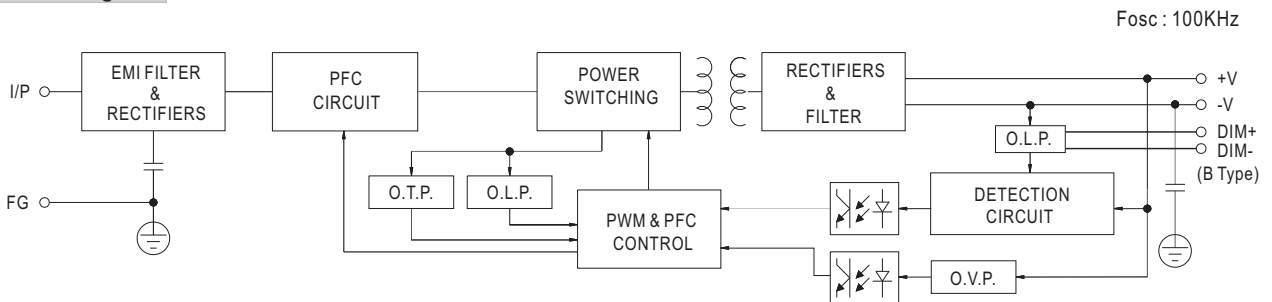 Fosc : 100KHz
I/P
EMI FILTER
&
RECTIFIERS
PFC
CIRCUIT
POWER
SWITCHING
RECTIFIERS
&
FILTER
+V
-V
DIM+
DIM-
(B Type)
O.L.P.
O.T.P.
O.L.P.
DETECTION
CIRCUIT
FG
PWM & PFC
CONTROL
O.V.P.